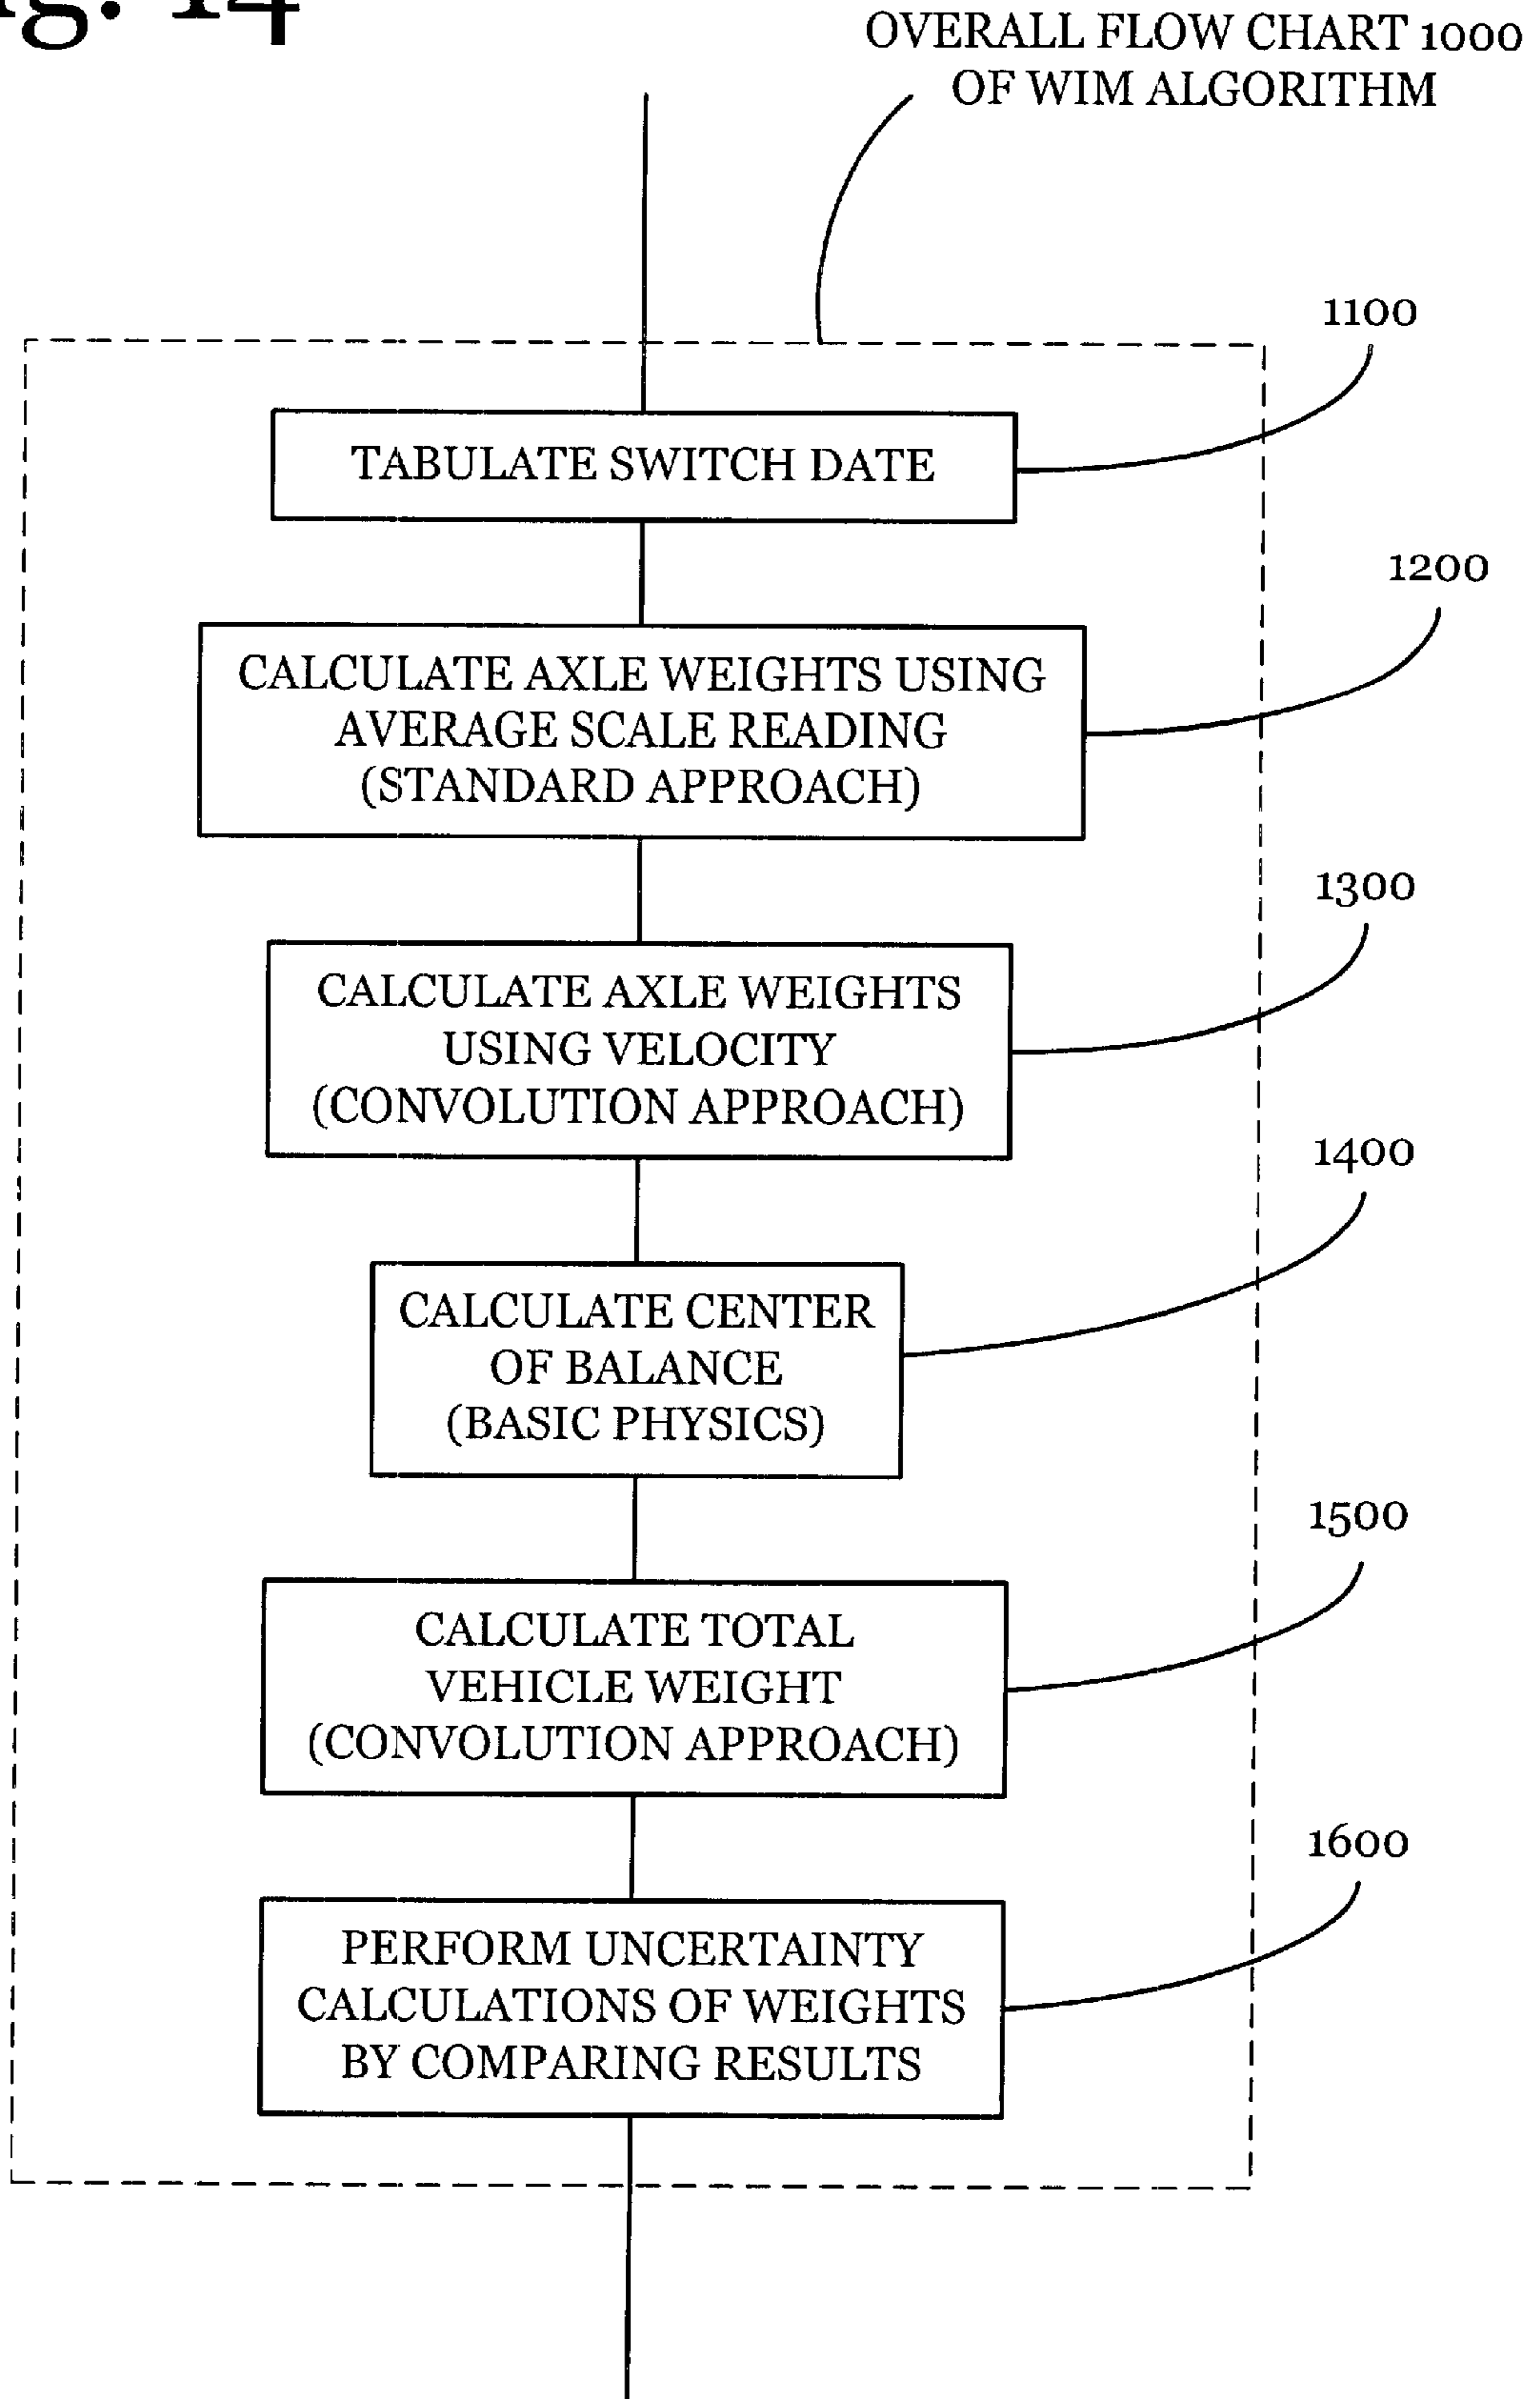 g. 14
OVERALL FLOW CHART 1000
OF WIM ALGORITHM
1100
TABULATE SWITCH DATE
1200
CALCULATE AXLE WEIGHTS USING
AVERAGE SCALE READING
(STANDARD APPROACH)
1300
CALCULATE AXLE WEIGHTS
USING VELOCITY
(CONVOLUTION APPROACH)
1400
CALCULATE CENTER
OF BALANCE
(BASIC PHYSICS)
1500
CALCULATE TOTAL
VEHICLE WEIGHT
(CONVOLUTION APPROACH)
1600
PERFORM UNCERTAINTY
CALCULATIONS OF WEIGHTS
BY COMPARING RESULTS